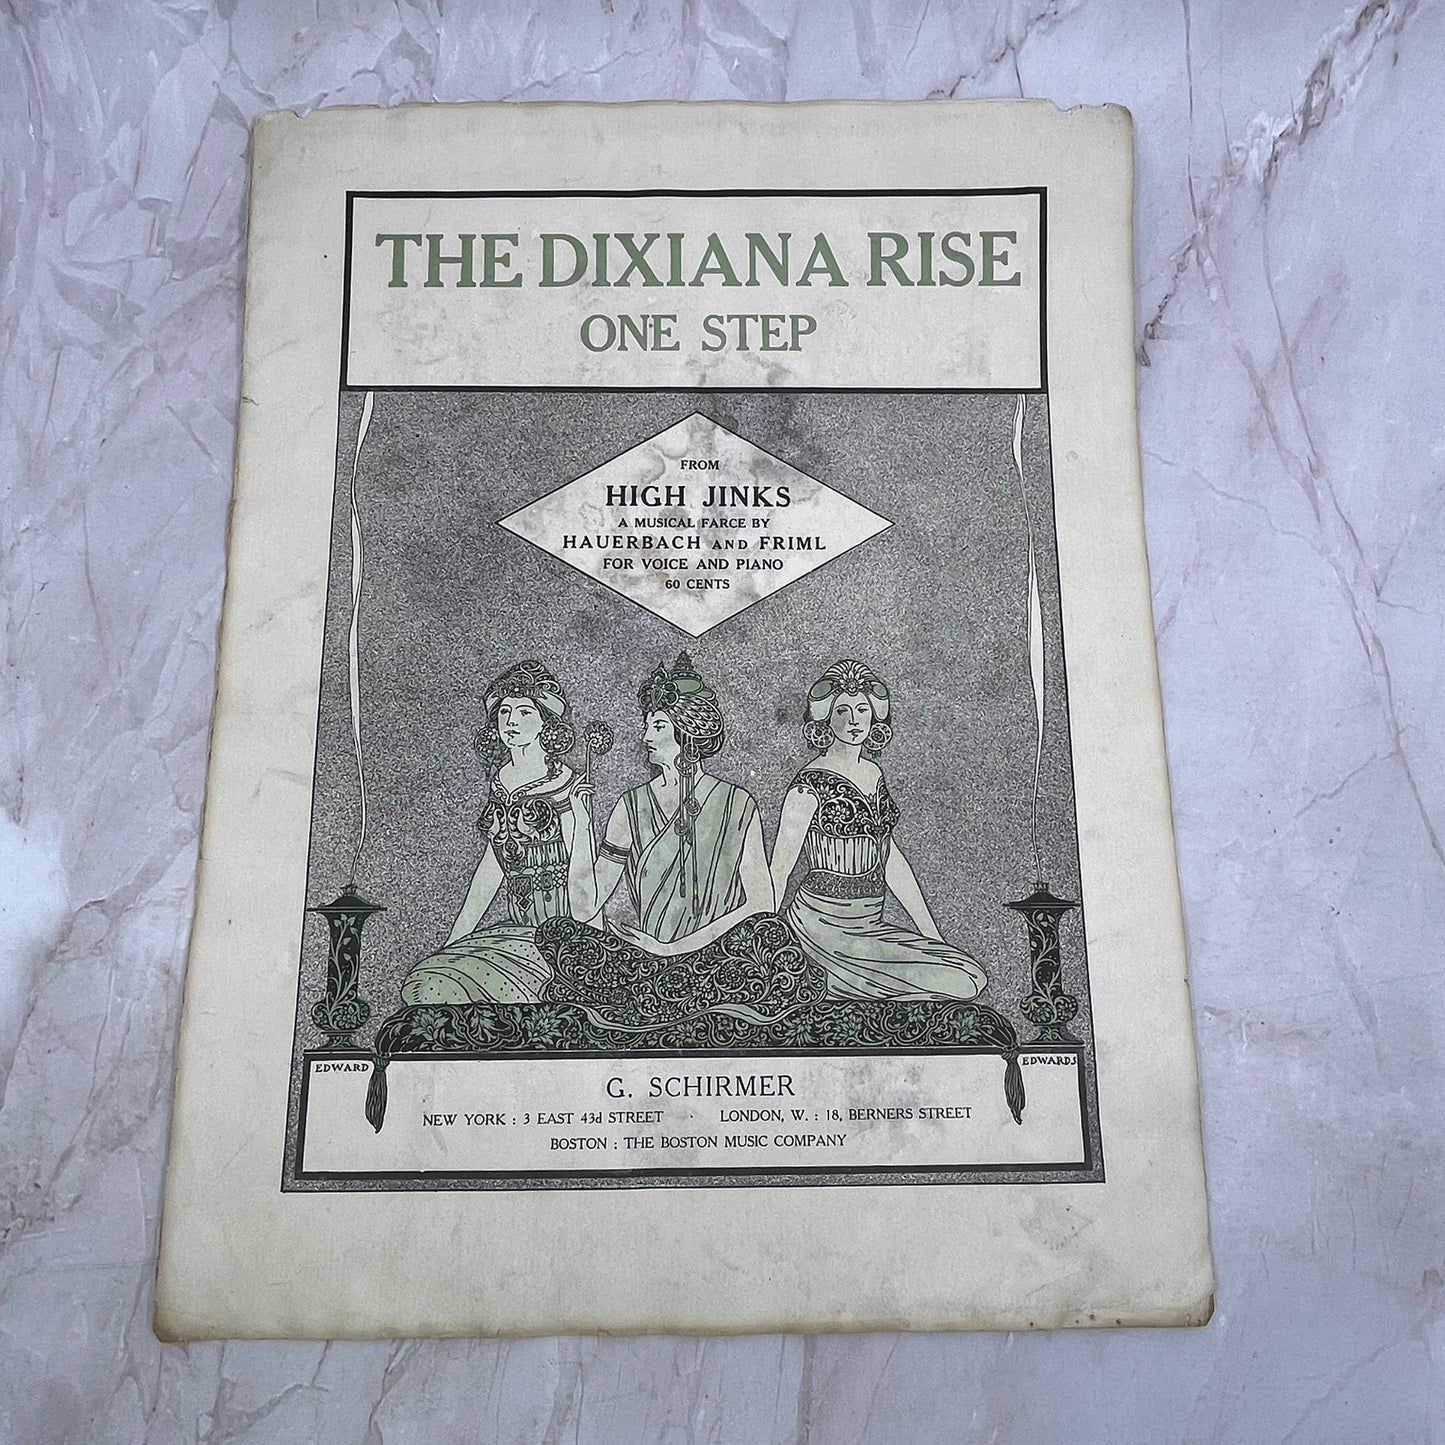 THE DIXIANA RISE
ONE STEP
FROM
HIGH JINKS
A MUSICAL FARCE BY
HAUERBACH AND FRIML
FOR VOICE AND PIANO
60 CENTS
EDWARD EDWARDS
G. SCHIRMER
NEW YORK : 3 EAST 43d STREET · LONDON, W. : 18, BERNERS STREET
BOSTON : THE BOSTON MUSIC COMPANY